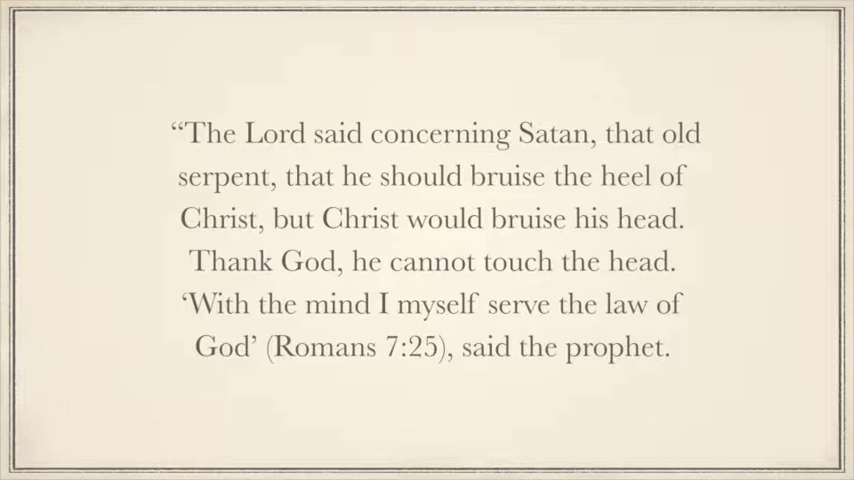 “The Lord said concerning Satan, that old
serpent, that he should bruise the heel of
Christ, but Christ would bruise his head.
Thank God, he cannot touch the head.
‘With the mind I myself serve the law of
God’ (Romans 7:25), said the prophet.